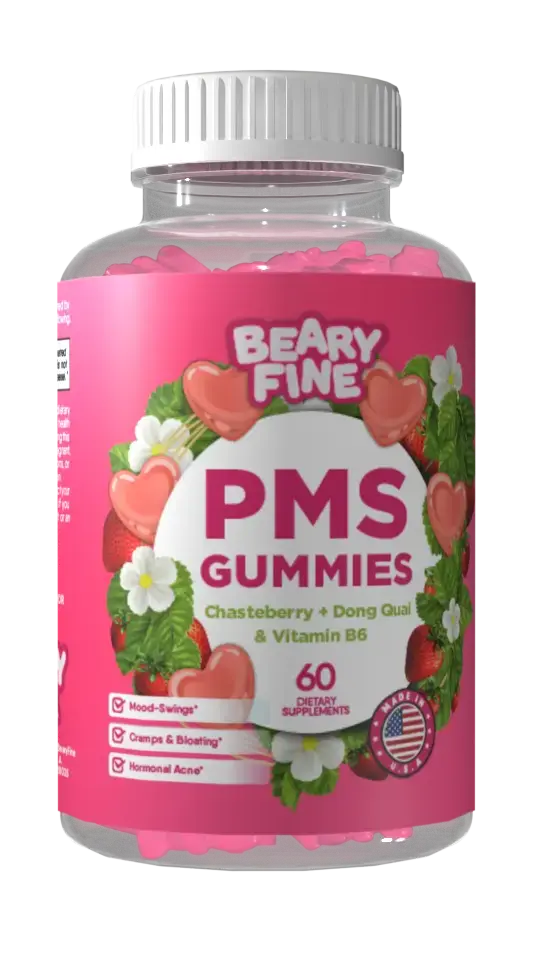 BEARY
FINE
PMS
GUMMIES
Chasteberry + Dong Quai
& Vitamin B6
60
DIETARY
SUPPLEMENTS
Mood-Swings*
Cramps & Bloating*
Hormonal Acne*
MADE IN
U.S.A